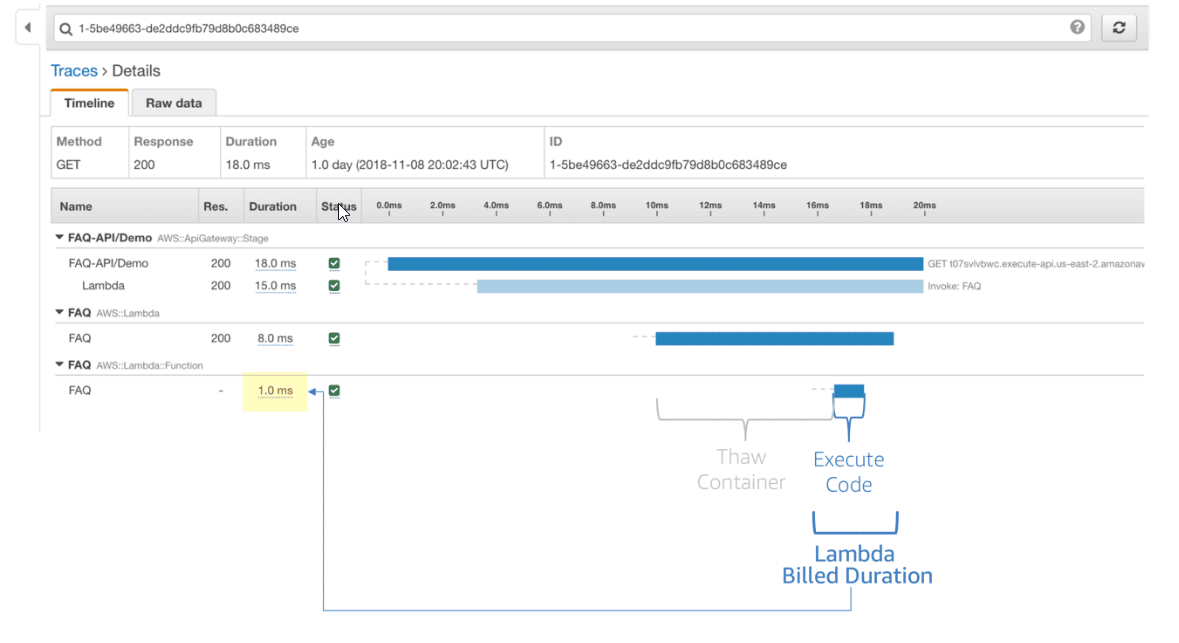 1-5be49663-de2ddc9fb79d8b0c683489ce
Traces > Details
Timeline Raw data
Method Response Duration Age ID
GET 200 18.0 ms 1.0 day (2018-11-08 20:02:43 UTC) 1-5be49663-de2ddc9fb79d8b0c683489ce
Name Res. Duration Status 0.0ms 2.0ms 4.0ms 6.0ms 8.0ms 10ms 12ms 14ms 16ms 18ms 20ms
FAQ-API/Demo AWS::ApiGateway::Stage
FAQ-API/Demo 200 18.0 ms GET t07svlvbwc.execute-api.us-east-2.amazonav
Lambda 200 15.0 ms Invoke: FAQ
FAQ AWS::Lambda
FAQ 200 8.0 ms
FAQ AWS::Lambda::Function
FAQ - 1.0 ms
Thaw
Container
Execute
Code
Lambda
Billed Duration